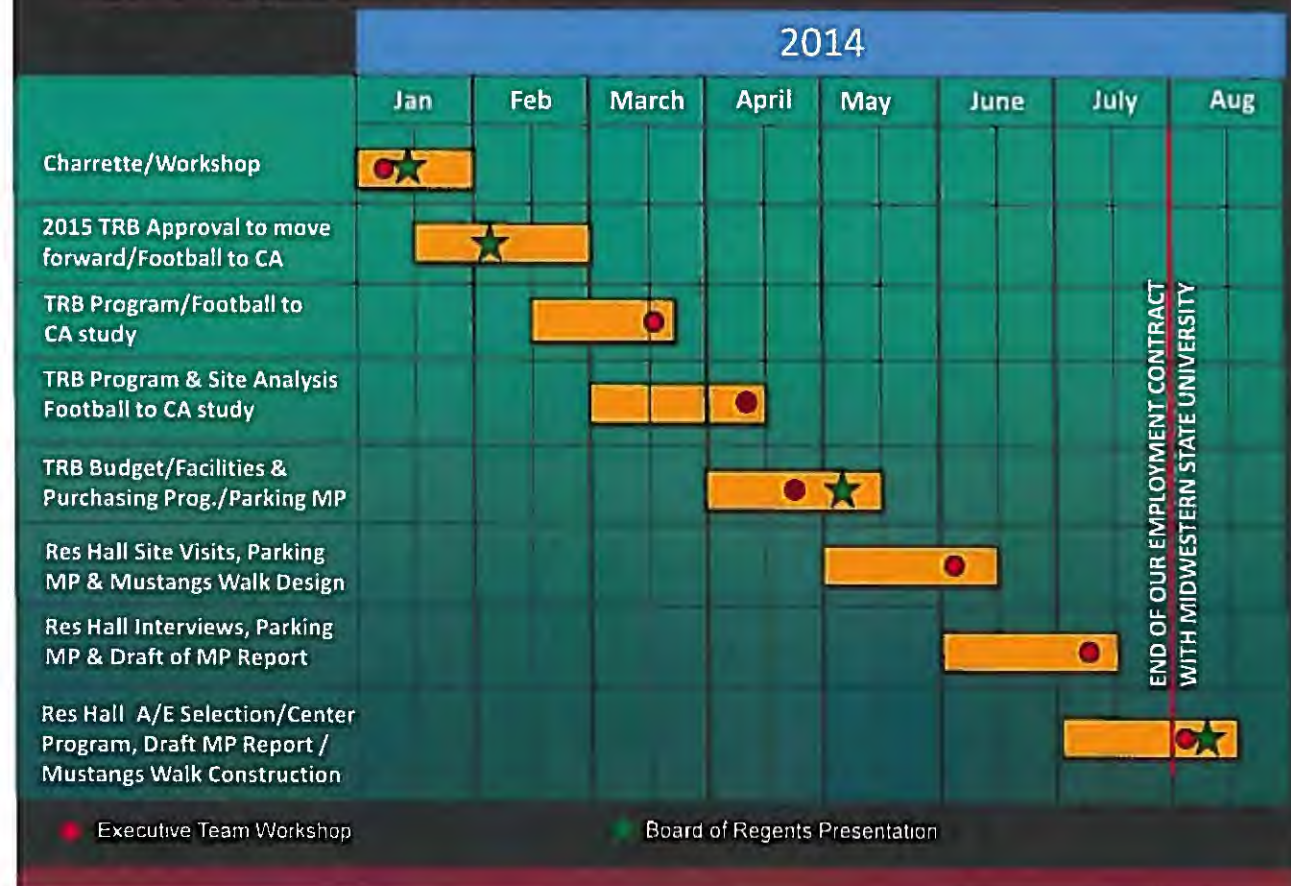 2014
Jan Feb March April May June July Aug
Charrette/Workshop
2015 TRB Approval to move
forward/Football to CA
TRB Program/Football to
CA study
TRB Program & Site Analysis
Football to CA study
TRB Budget/Facilities &
Purchasing Prog./Parking MP
Res Hall Site Visits, Parking
MP & Mustangs Walk Design
Res Hall Interviews, Parking
MP & Draft of MP Report
Res Hall A/E Selection/Center
Program, Draft MP Report /
Mustangs Walk Construction
END OF OUR EMPLOYMENT CONTRACT
WITH MIDWESTERN STATE UNIVERSITY
Executive Team Workshop
Board of Regents Presentation